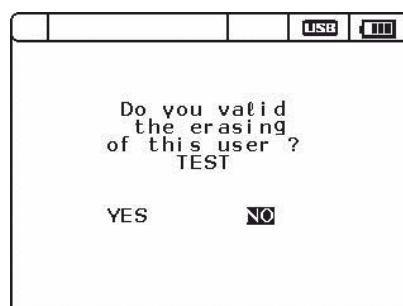 USB
Do you valid
the erasing
of this user ?
TEST
YES NO